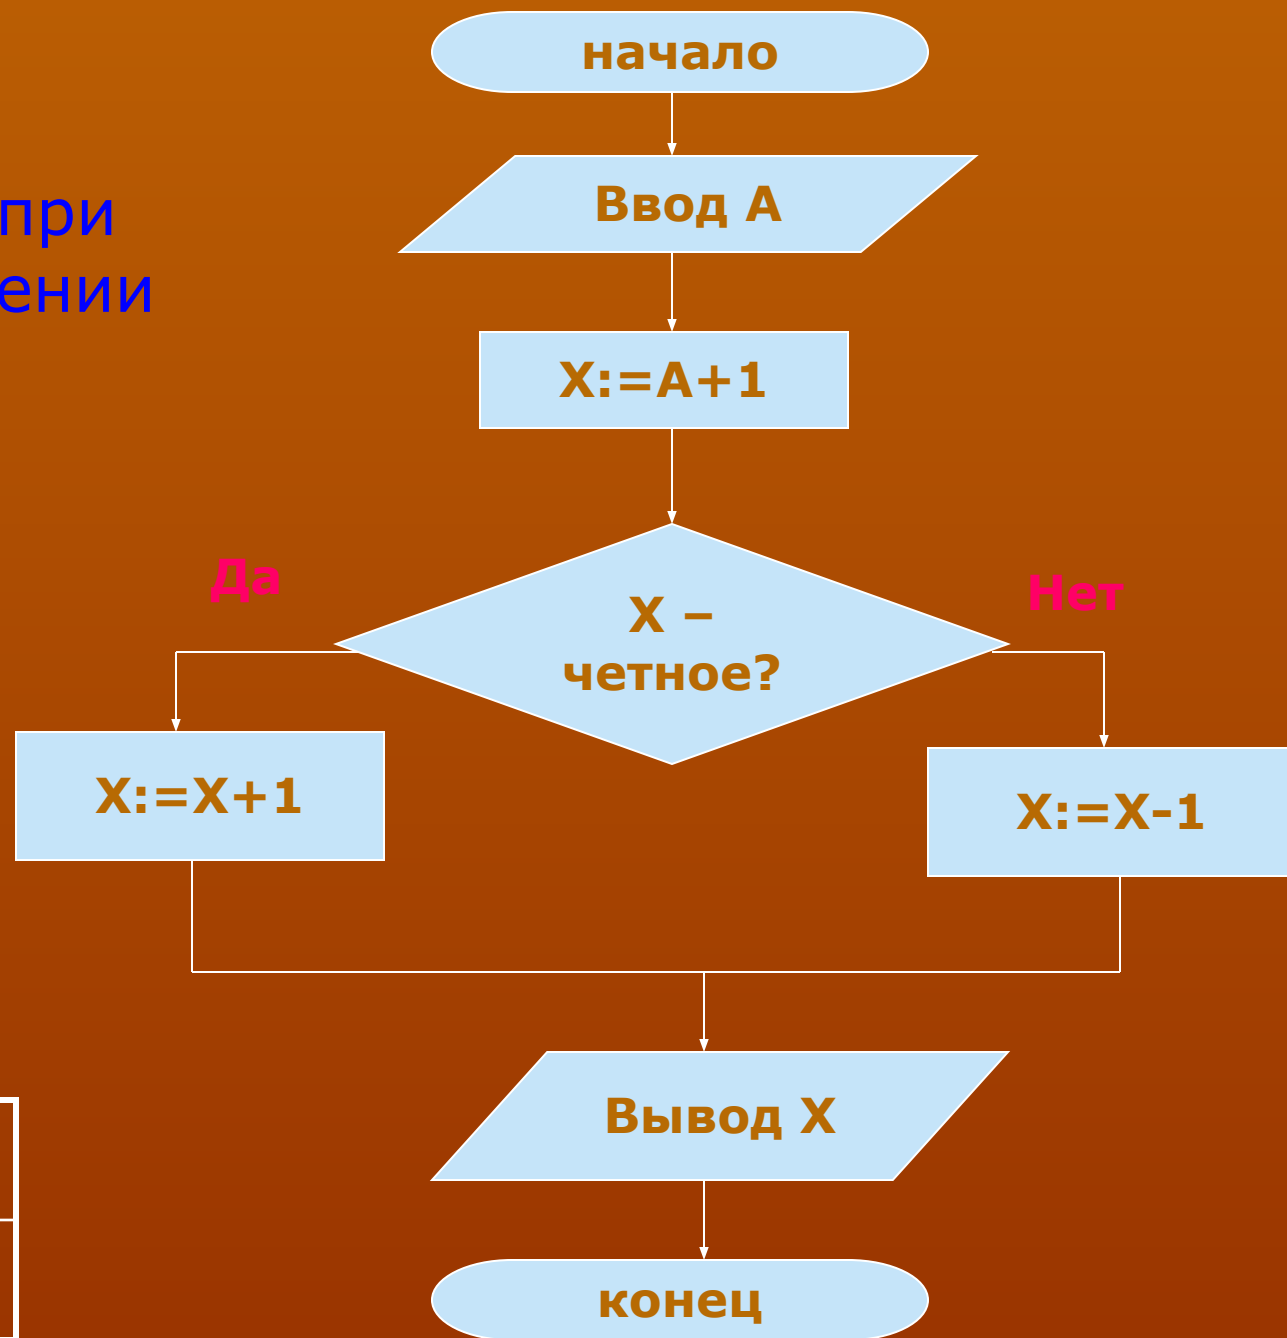 начало
Ввод А
при
ении
Х:=А+1
Да
Нет
Х –
четное?
Х:=Х+1
Х:=Х-1
Вывод Х
конец